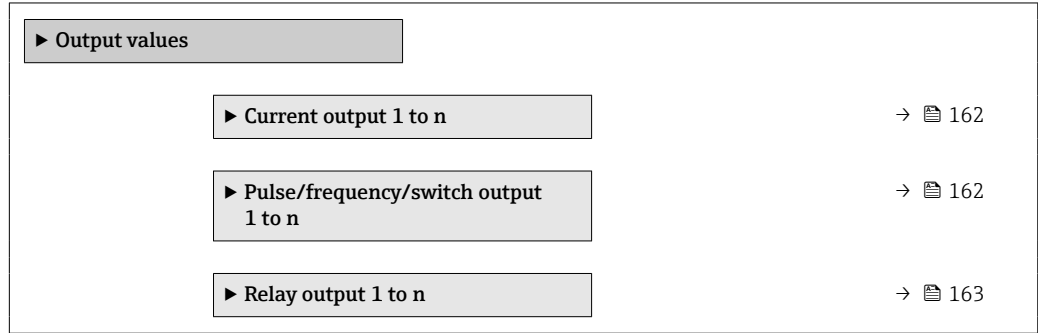 ▶ Output values
▶ Current output 1 to n → 162
▶ Pulse/frequency/switch output
1 to n → 162
▶ Relay output 1 to n → 163